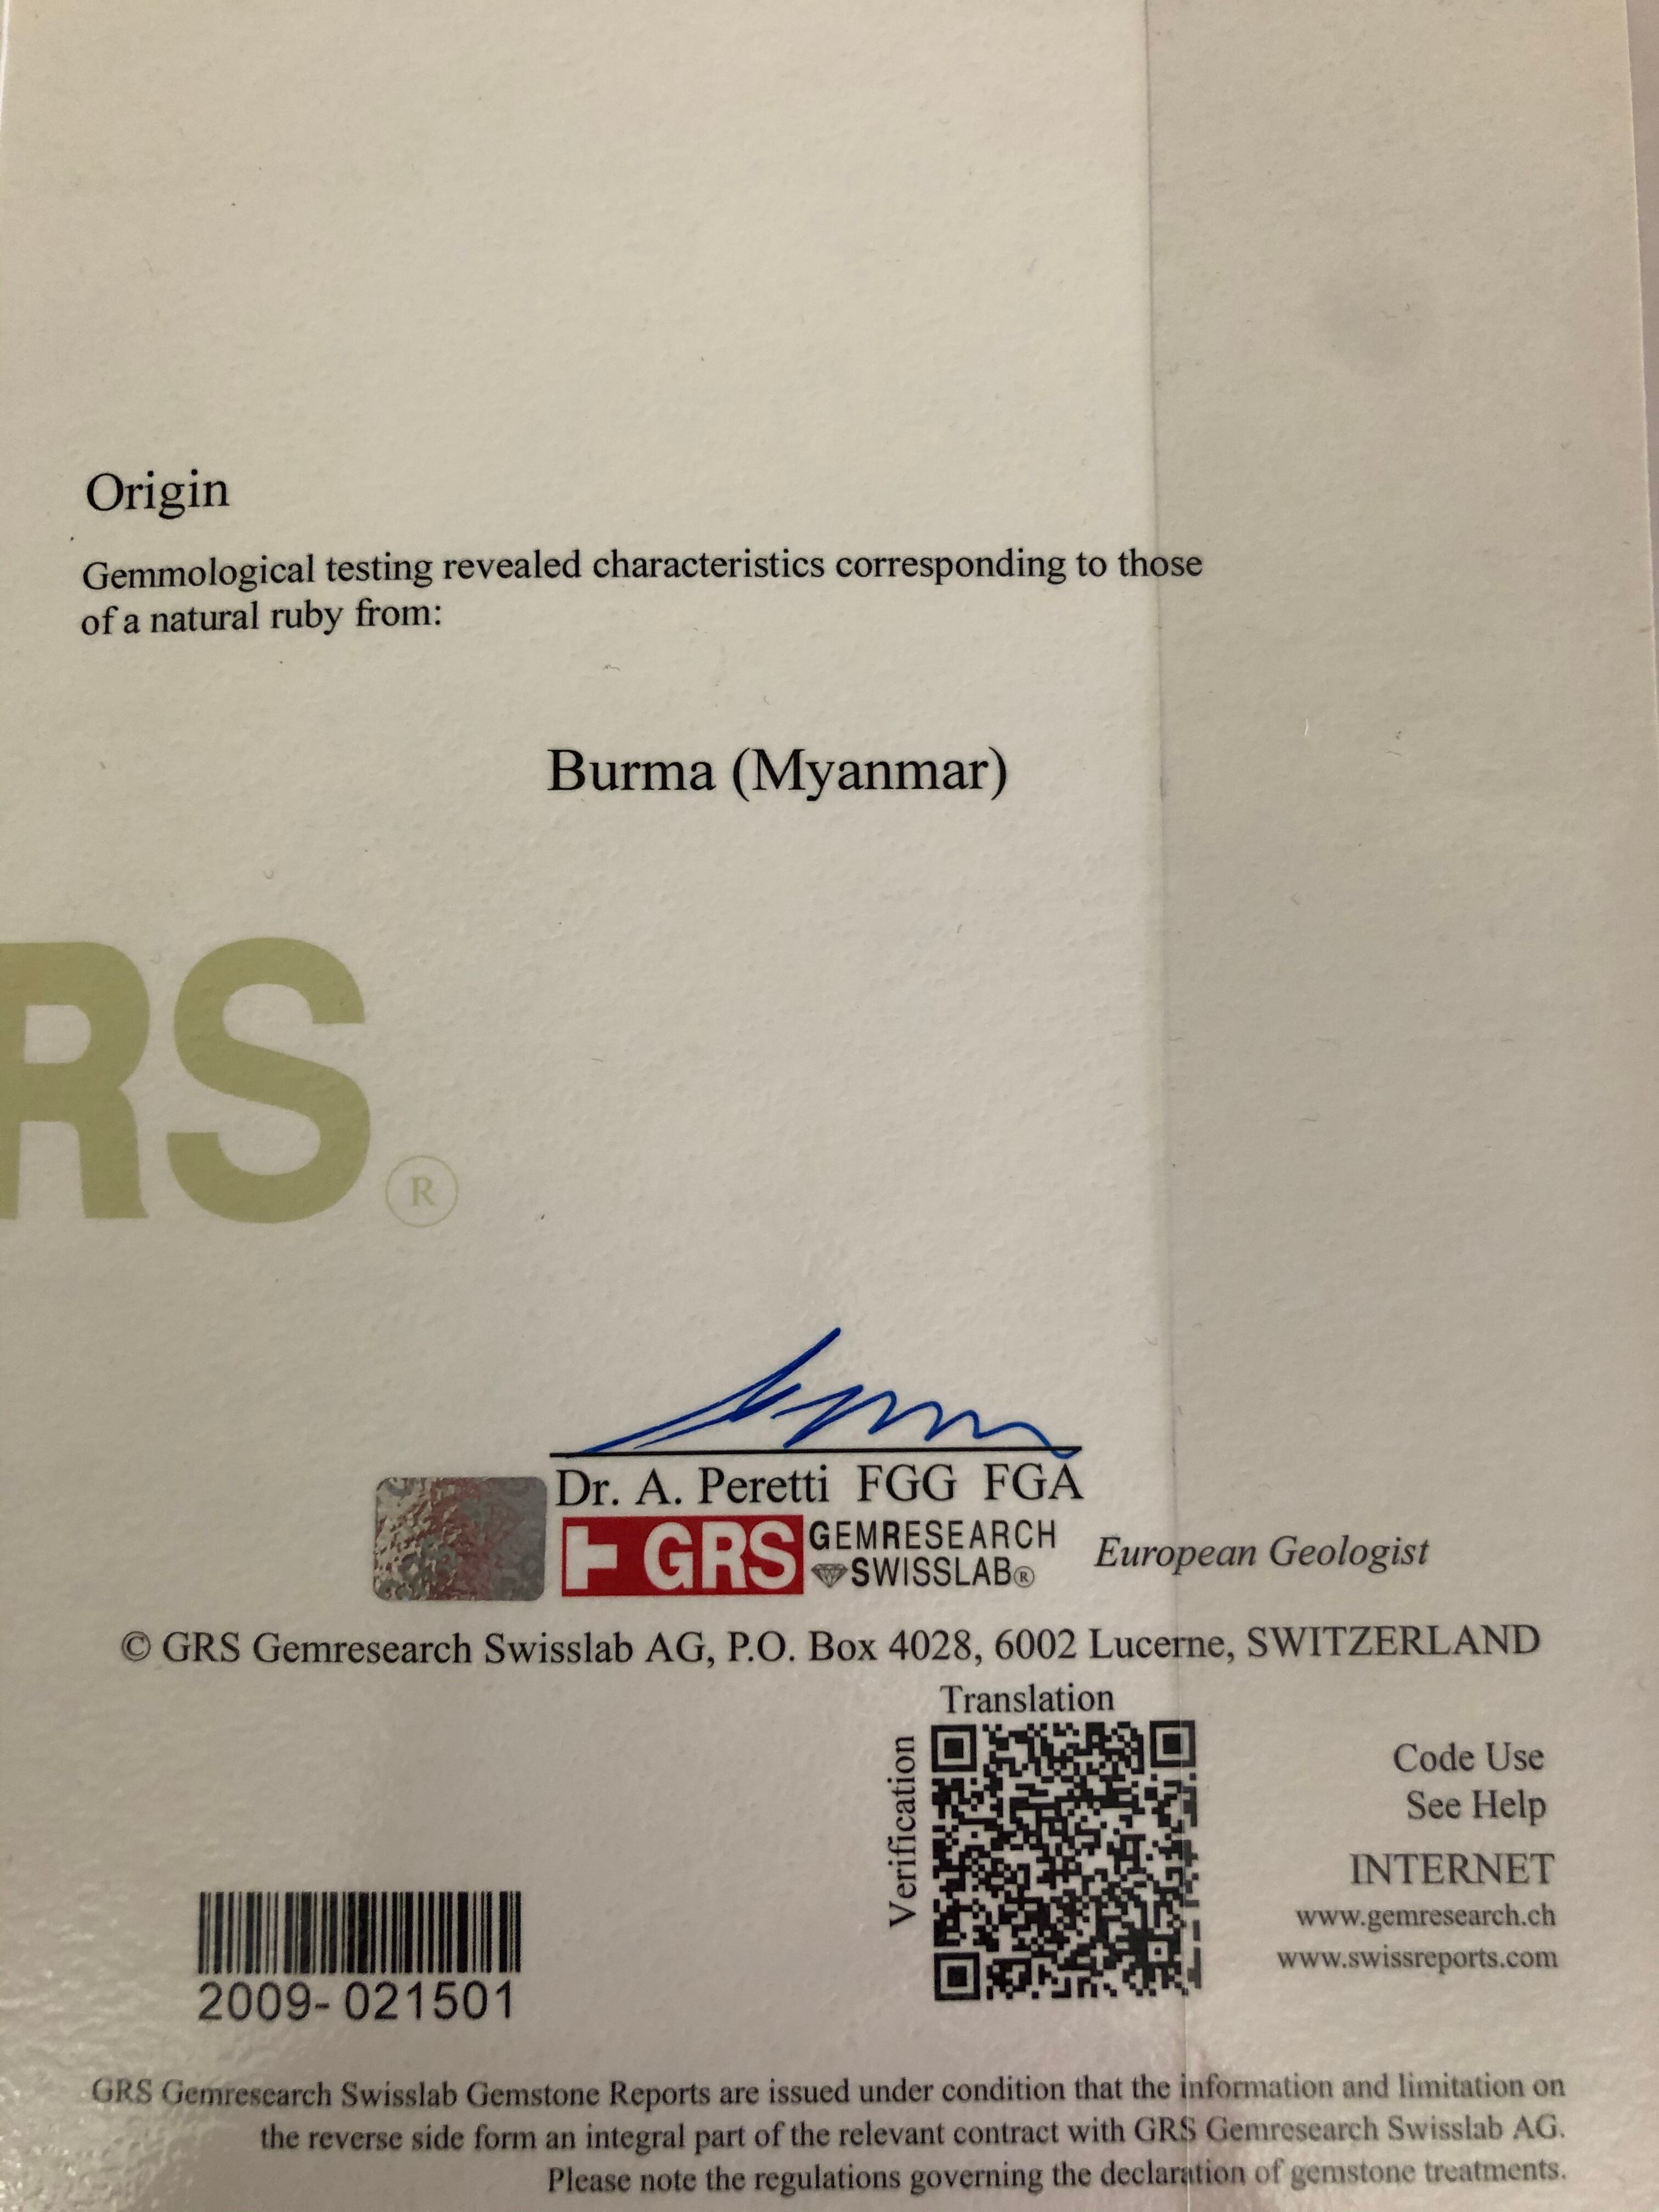 Origin
Gemmological testing revealed characteristics corresponding to those
of a natural ruby from:
Burma (Myanmar)
RS®
Dr. A. Peretti FGG FGA
GRS GEMRESEARCH
SWISSLAB®
European Geologist
© GRS Gemresearch Swisslab AG, P.O. Box 4028, 6002 Lucerne, SWITZERLAND
Translation
Verification
Code Use
See Help
INTERNET
www.gemresearch.ch
www.swissreports.com
2009-021501
GRS Gemresearch Swisslab Gemstone Reports are issued under condition that the information and limitation on
the reverse side form an integral part of the relevant contract with GRS Gemresearch Swisslab AG.
Please note the regulations governing the declaration of gemstone treatments.